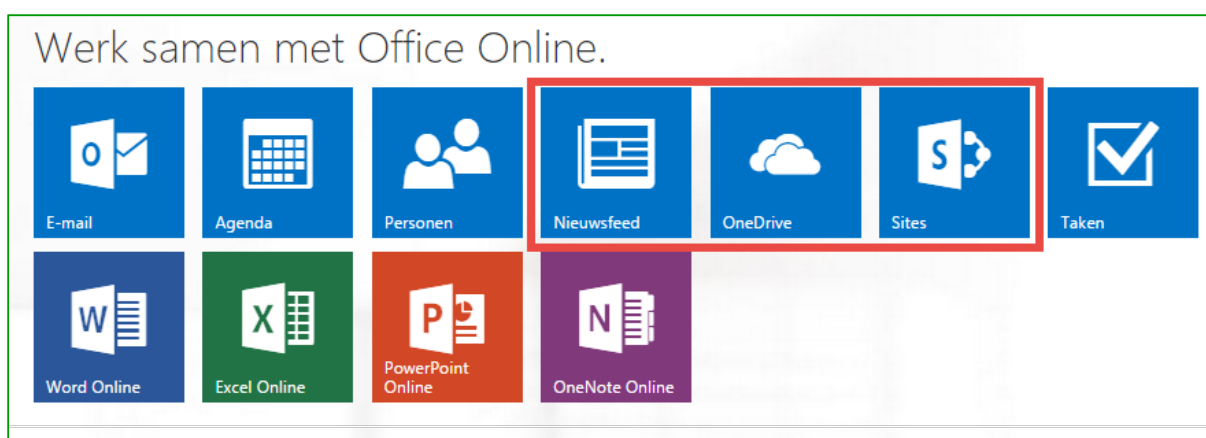 Werk samen met Office Online.
E-mail
Agenda
Personen
Nieuwsfeed
OneDrive
Sites
Taken
Word Online
Excel Online
PowerPoint
Online
OneNote Online